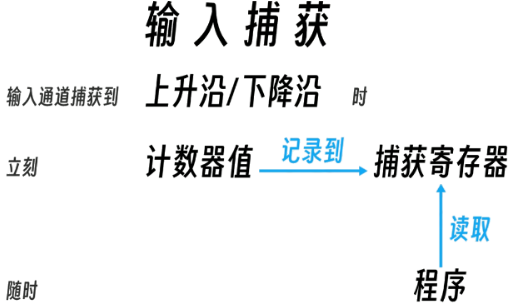 输入捕获
输入通道捕获到 上升沿/下降沿 时
记录到
立刻 计数器值 捕获寄存器
读取
随时 程序